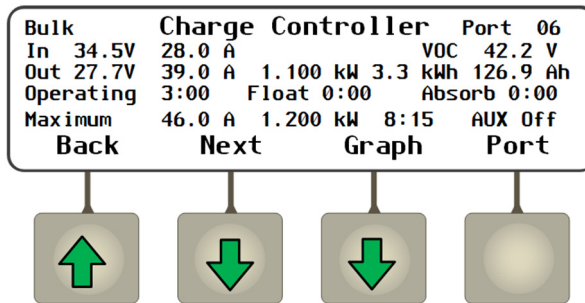 Bulk Charge Controller Port 06
In 34.5V 28.0 A VOC 42.2 V
Out 27.7V 39.0 A 1.100 kW 3.3 kWh 126.9 Ah
Operating 3:00 Float 0:00 Absorb 0:00
Maximum 46.0 A 1.200 kW 8:15 AUX Off
Back Next Graph Port